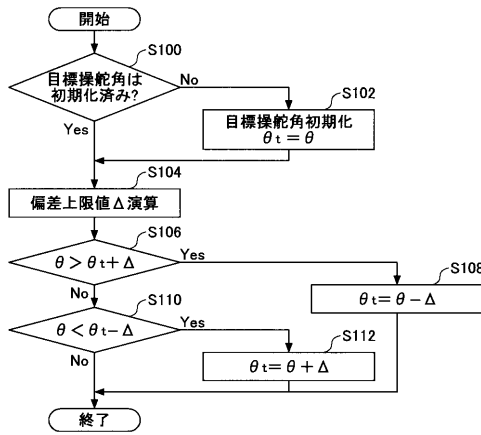 開始
S100
目標操舵角は
初期化済み?
No
Yes
S102
目標操舵角初期化
θt=θ
S104
偏差上限値Δ演算
S106
θ>θt+Δ
Yes
No
S108
θt=θ-Δ
S110
θ<θt-Δ
Yes
No
S112
θt=θ+Δ
終了